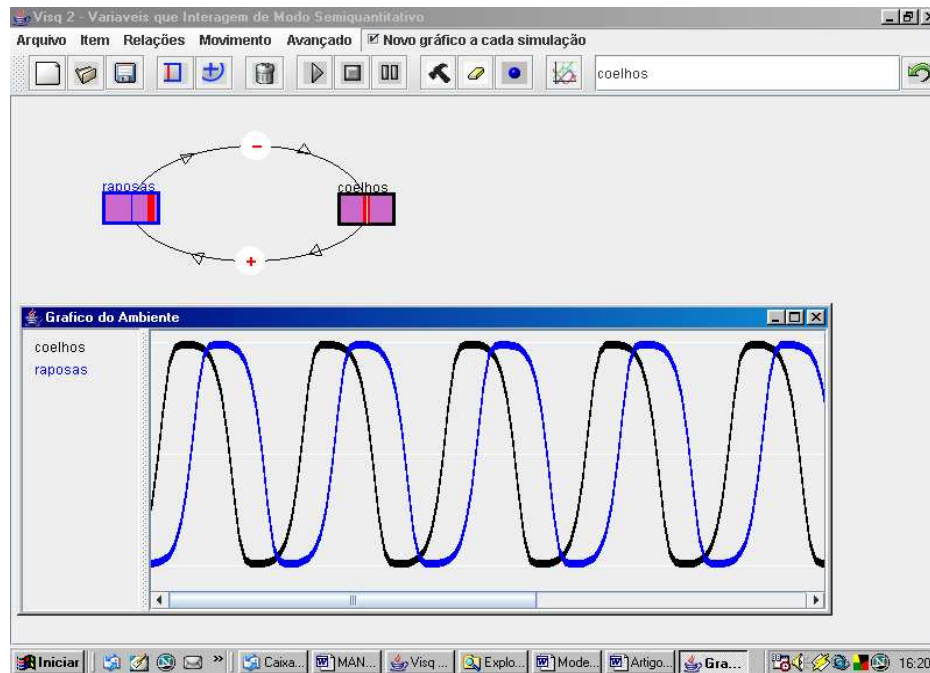 Visq 2 - Variaveis que Interagem de Modo Semiquantitativo
Arquivo Item Relações Movimento Avançado Novo gráfico a cada simulação
coelhos
raposas coelhos
−
+
Grafico do Ambiente
coelhos
raposas
Iniciar » Caixa... MAN... Visq ... Explo... Mode... Artigo... Gra... 16:20